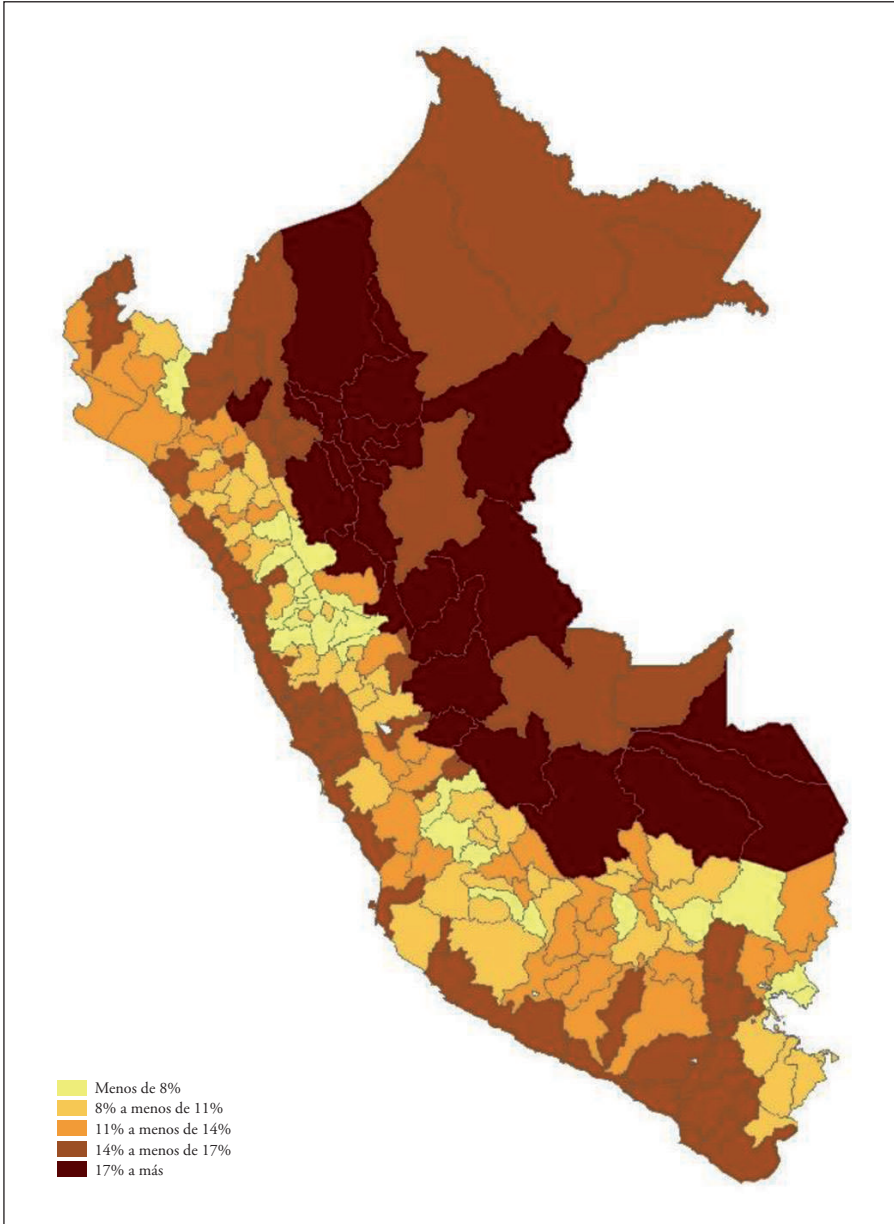 Menos de 8%
8% a menos de 11%
11% a menos de 14%
14% a menos de 17%
17% a más